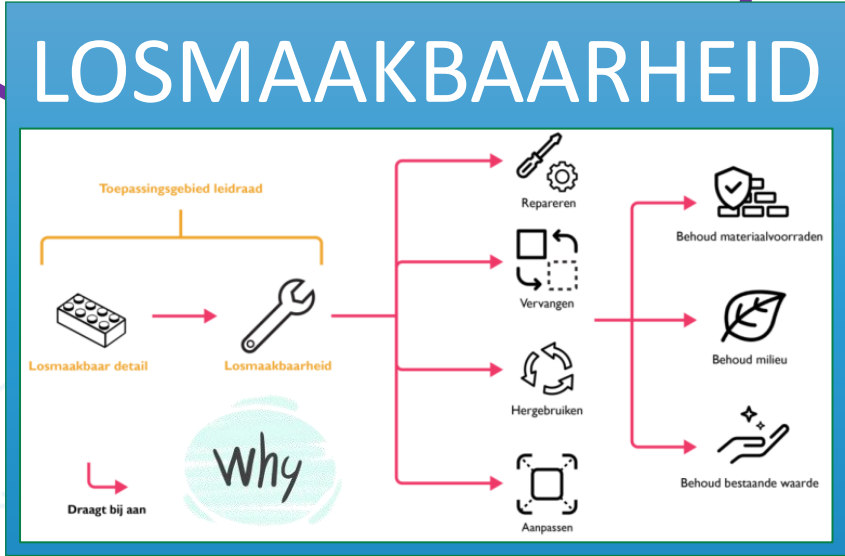 LOSMAAKBAARHEID
Toepassingsgebied leidraad
Losmaakbaar detail
Losmaakbaarheid
Repareren
Vervangen
Hergebruiken
Aanpassen
Behoud materiaalvoorraden
Behoud milieu
Behoud bestaande waarde
Why
Draagt bij aan